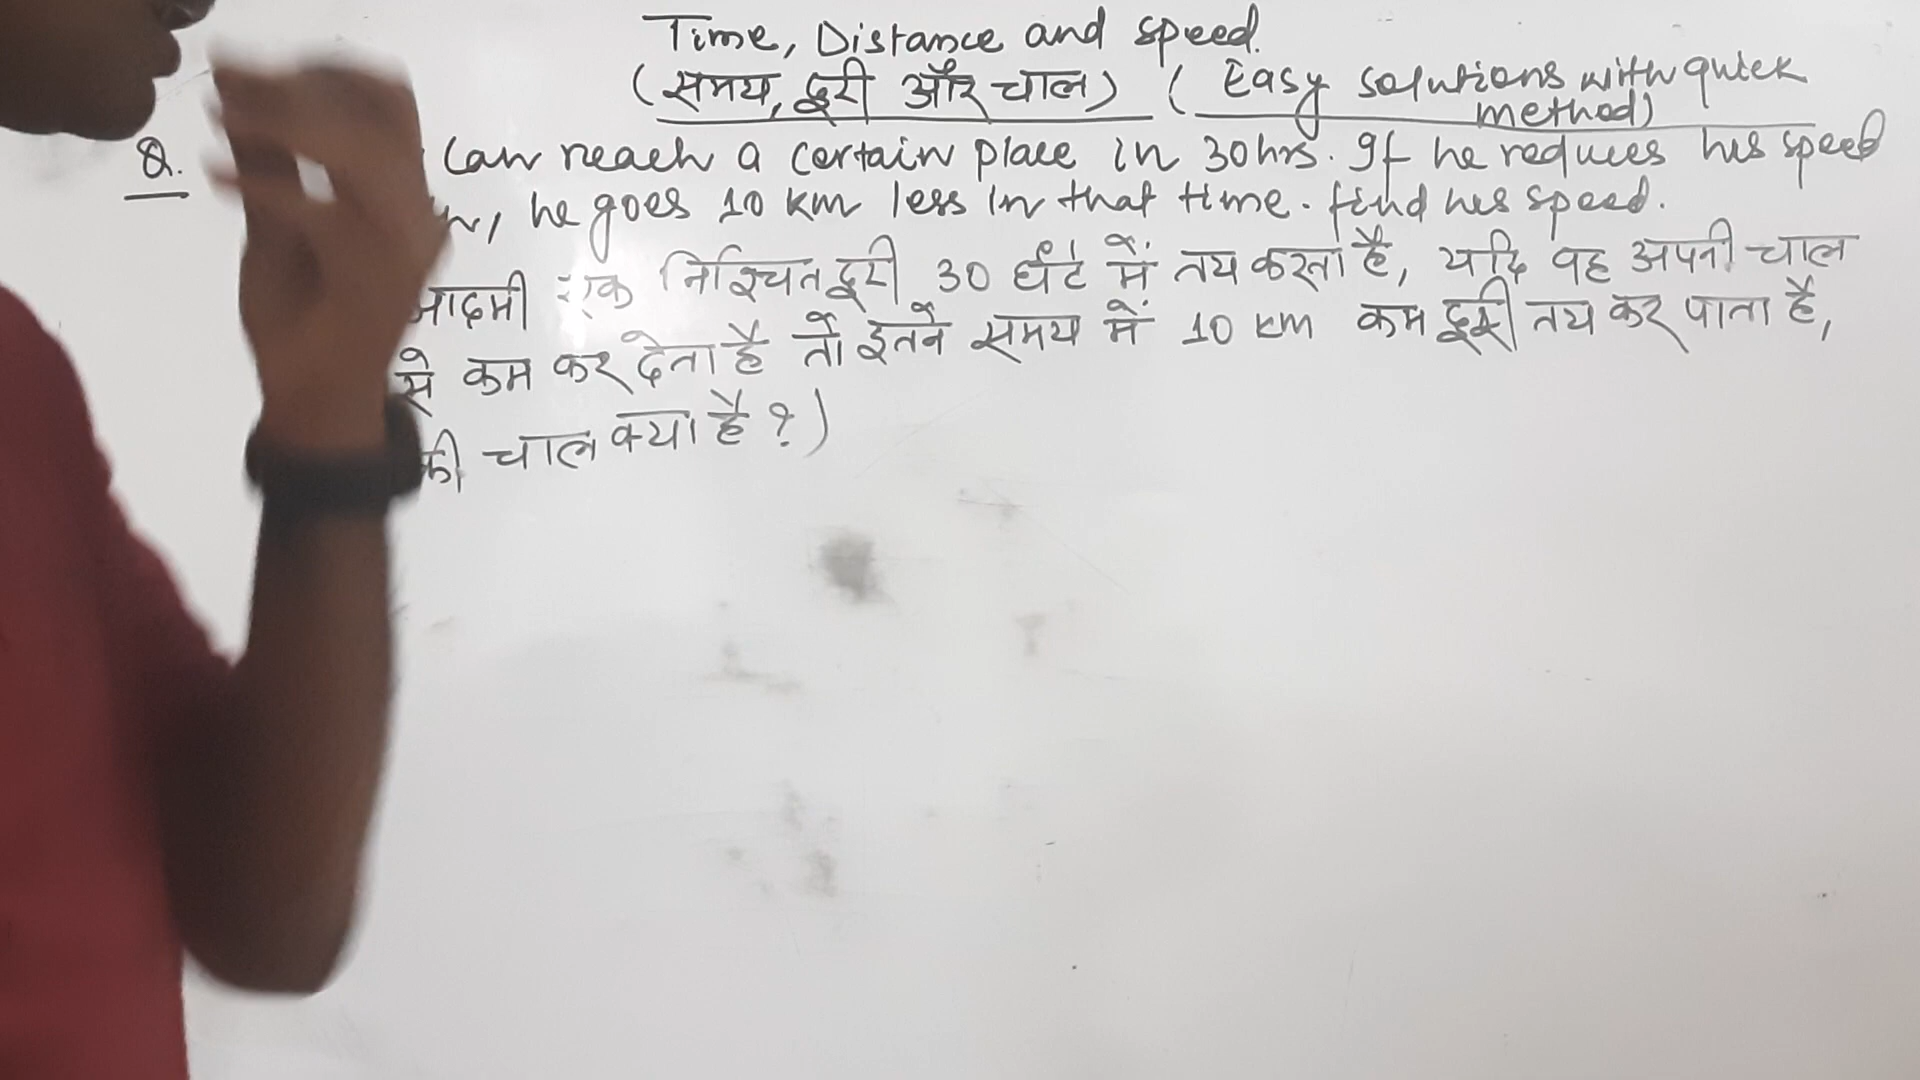 Time, Distance and speed.
(समय, दूरी और चाल) (Easy solutions with quick
method)
Q. can reach a certain place in 30 hrs. If he reduces his speed
he goes 10 km less in that time. find his speed.
आदमी एक निश्चित दूरी 30 घंटे में तय करता है, यदि वह अपनी चाल
से कम कर देता है तो इतने समय में 10 km कम दूरी तय कर पाता है,
की चाल क्या है?)